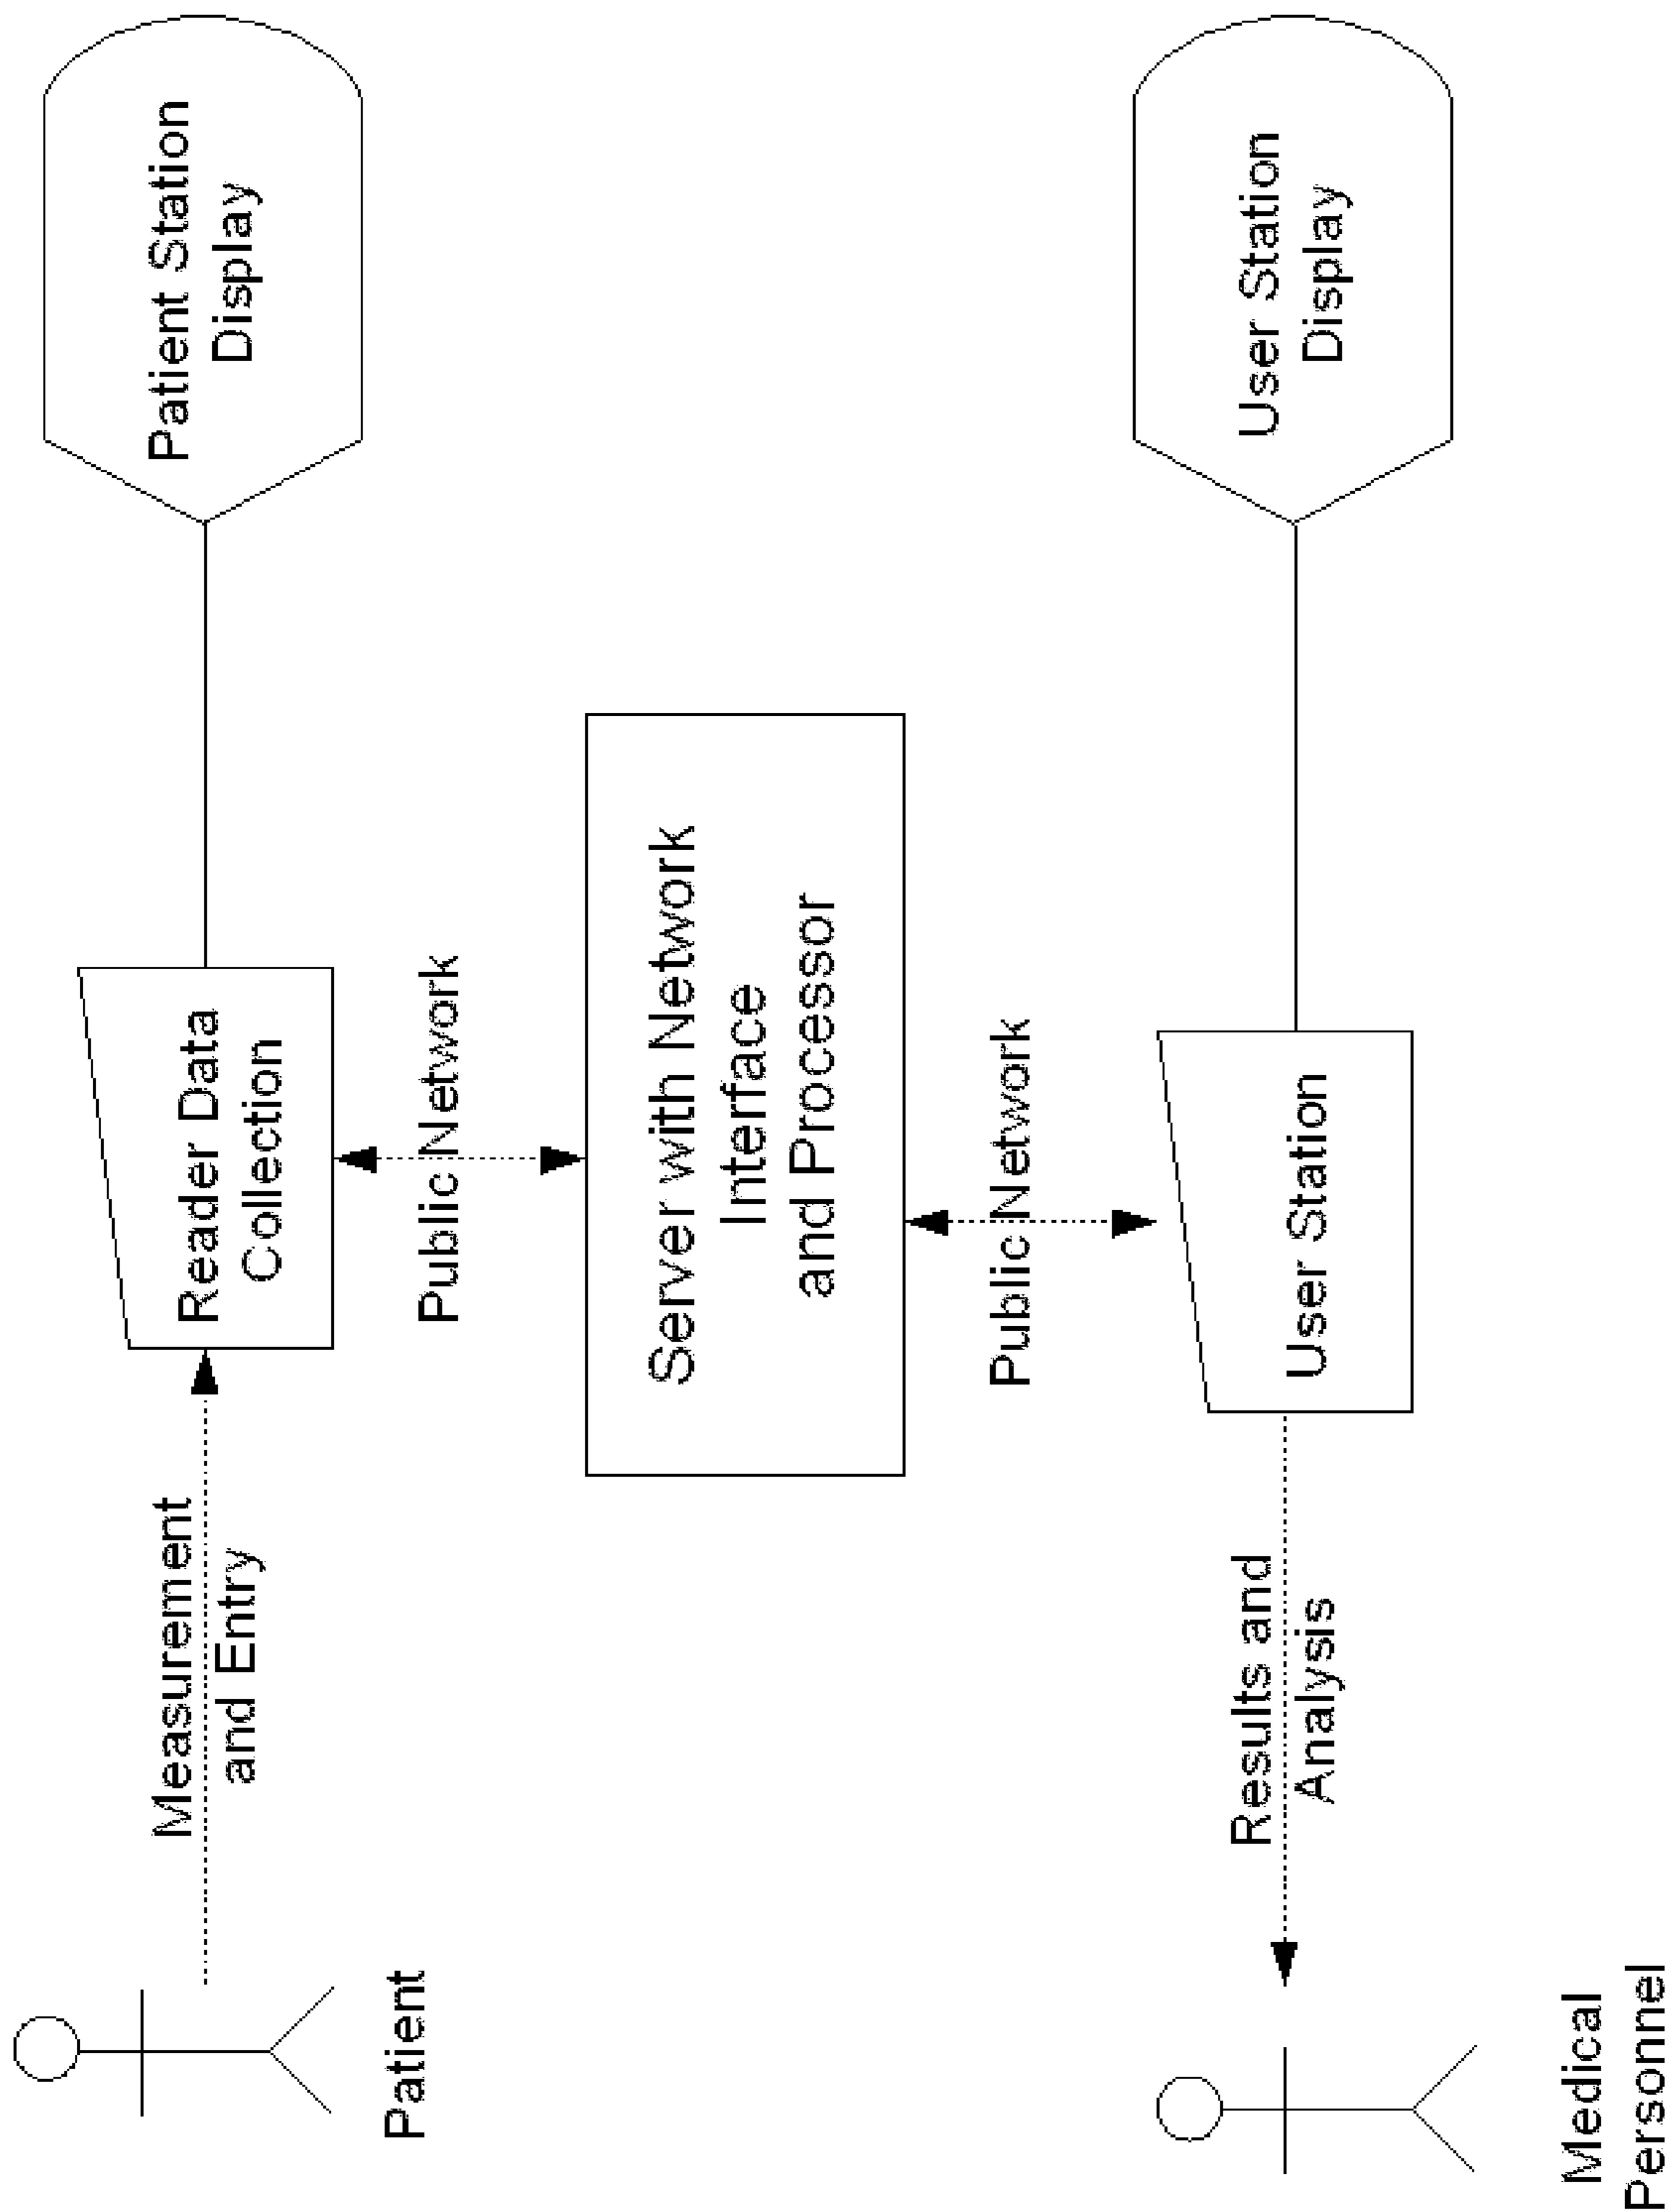 Measurement
and Entry
Reader Data
Collection
Patient Station
Display
Patient
Public Network
Server with Network
Interface
and Processor
Public Network
Results and
Analysis
User Station
User Station
Display
Medical
Personnel